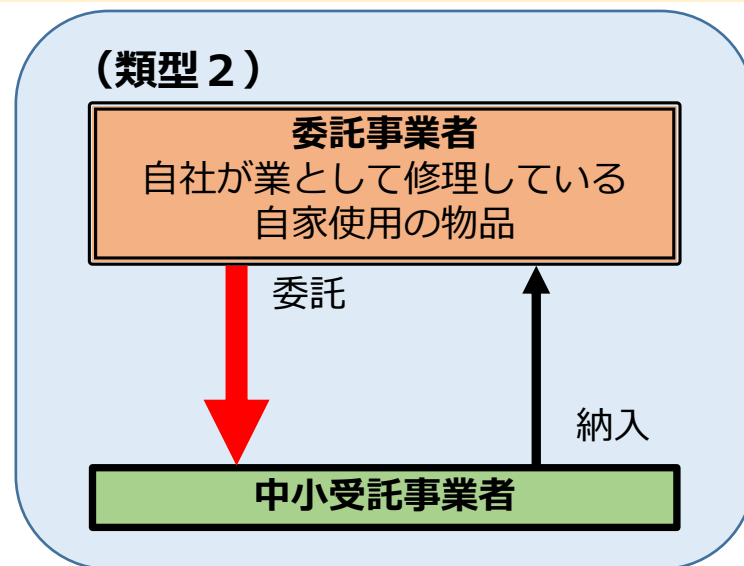 （類型２）
委託事業者
自社が業として修理している
自家使用の物品
委託
納入
中小受託事業者